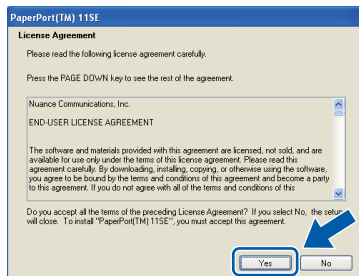 PaperPort(TM) 11SE
License Agreement
Please read the following license agreement carefully.
Press the PAGE DOWN key to see the rest of the agreement.
Nuance Communications, Inc.
END-USER LICENSE AGREEMENT
The software and materials provided with this agreement are licensed, not sold, and are
available for use only under the terms of this license agreement. Please read this
agreement carefully. By downloading, installing, copying, or otherwise using the software,
you agree to be bound by the terms and conditions of this agreement and become a party
to this agreement. If you do not agree with all of the terms and conditions of this
Do you accept all the terms of the preceding License Agreement? If you select No, the setup
will close. To install "PaperPort(TM) 11SE", you must accept this agreement.
Yes
No